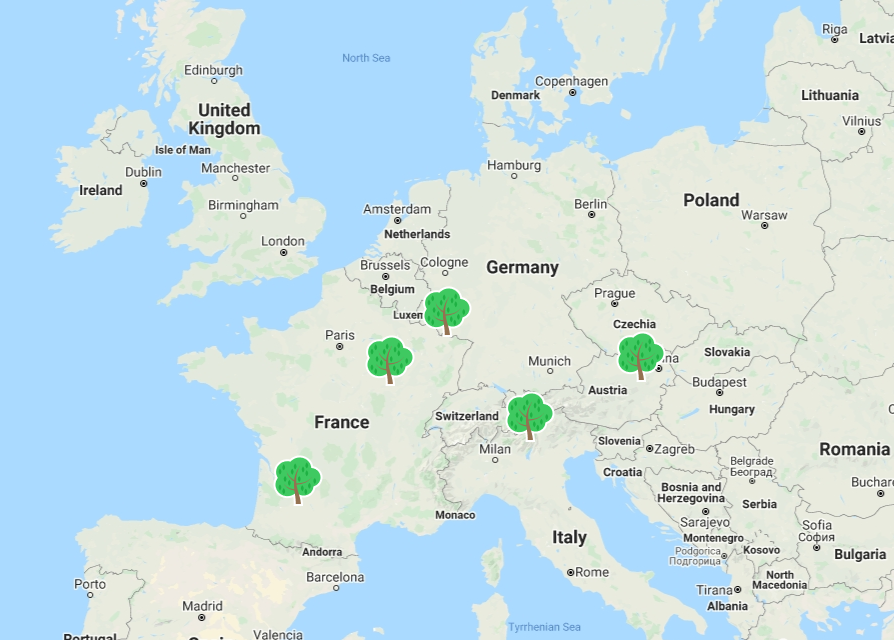 Riga
Latvia
Edinburgh
North Sea
Copenhagen
Denmark
Lithuania
United
Kingdom
Vilnius
Isle of Man
Dublin
Manchester
Hamburg
Ireland
Birmingham
Amsterdam
Berlin
Poland
Warsaw
Netherlands
London
Brussels
Cologne
Germany
Belgium
Prague
Luxem
Czechia
Paris
Slovakia
na
Munich
Austria
Budapest
Hungary
Switzerland
France
Slovenia
Zagreb
Milan
Romania
Croatia
Belgrade
Београд
Bosnia and
Herzegovina
Buchar
Serbia
Monaco
Sarajevo
Sofia
София
Montenegro
Italy
Andorra
Podgorica
Подгорица
Kosovo
Bulgaria
Rome
Barcelona
North
Macedonia
Porto
Tirana
Albania
Madrid
Tyrrhenian Sea
Portugal
Valencia